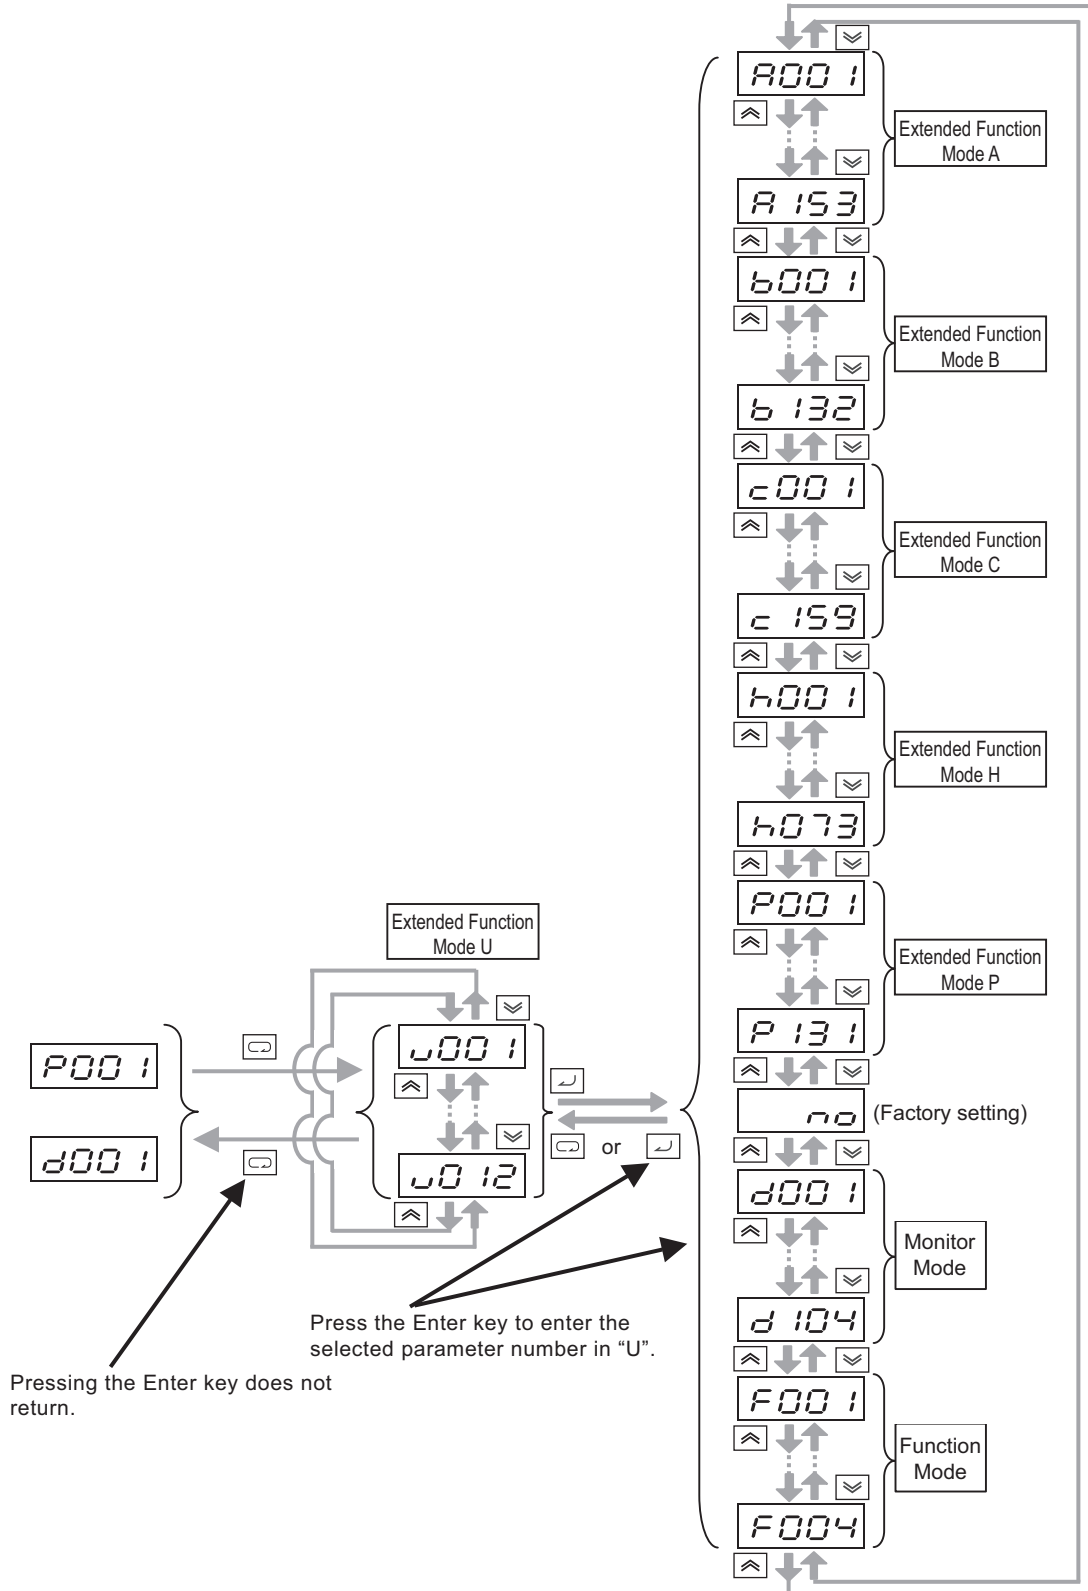 A001
Extended Function
Mode A
A153
b001
Extended Function
Mode B
b132
c001
Extended Function
Mode C
c159
h001
Extended Function
Mode H
h073
P001
Extended Function
Mode P
P131
no
(Factory setting)
d001
Monitor
Mode
d104
F001
Function
Mode
F004
Extended Function
Mode U
P001
d001
u001
u012
or
Press the Enter key to enter the
selected parameter number in “U”.
Pressing the Enter key does not
return.